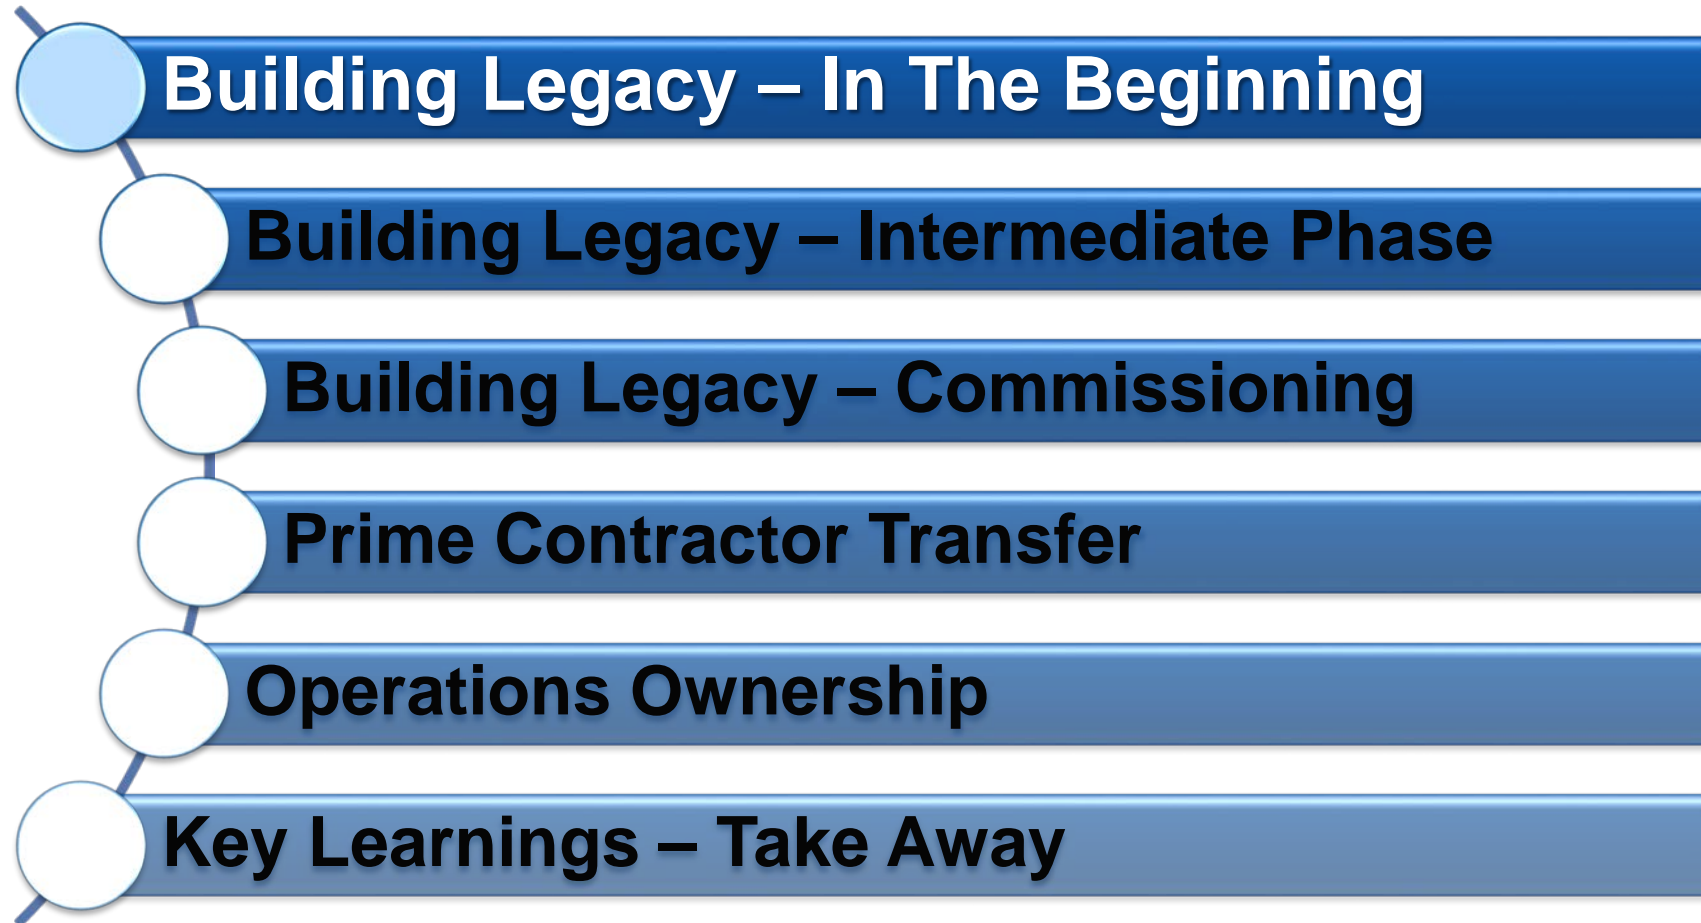 Building Legacy – In The Beginning
Building Legacy – Intermediate Phase
Building Legacy – Commissioning
Prime Contractor Transfer
Operations Ownership
Key Learnings – Take Away